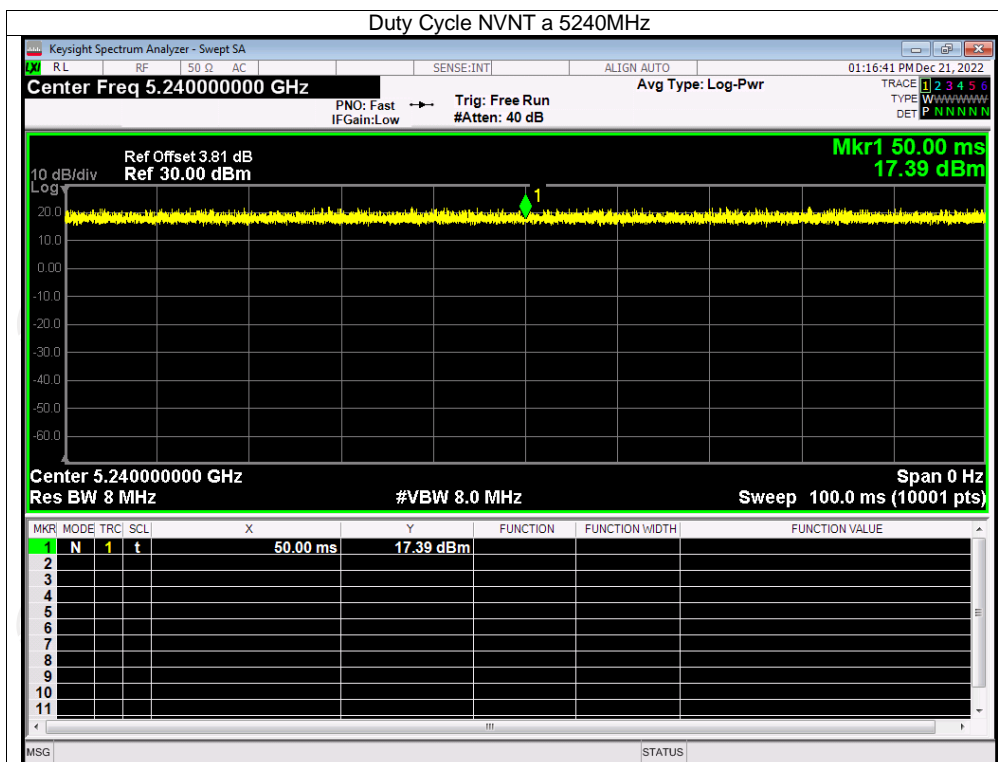 Duty Cycle NVNT a 5240MHz
Keysight Spectrum Analyzer - Swept SA
LXI RL RF 50 Ω AC SENSE:INT ALIGN AUTO 01:16:41 PM Dec 21, 2022
Center Freq 5.240000000 GHz
PNO: Fast
IFGain:Low
Trig: Free Run
#Atten: 40 dB
Avg Type: Log-Pwr
TRACE 1 2 3 4 5 6
TYPE WWWWWW
DET P N N N N N
Ref Offset 3.81 dB
Ref 30.00 dBm
10 dB/div
Log
Mkr1 50.00 ms
17.39 dBm
1
20.0
10.0
0.00
-10.0
-20.0
-30.0
-40.0
-50.0
-60.0
Center 5.240000000 GHz Span 0 Hz
Res BW 8 MHz #VBW 8.0 MHz Sweep 100.0 ms (10001 pts)
MKR MODE TRC SCL X Y FUNCTION FUNCTION WIDTH FUNCTION VALUE
1 N 1 t 50.00 ms 17.39 dBm
2
3
4
5
6
7
8
9
10
11
MSG STATUS